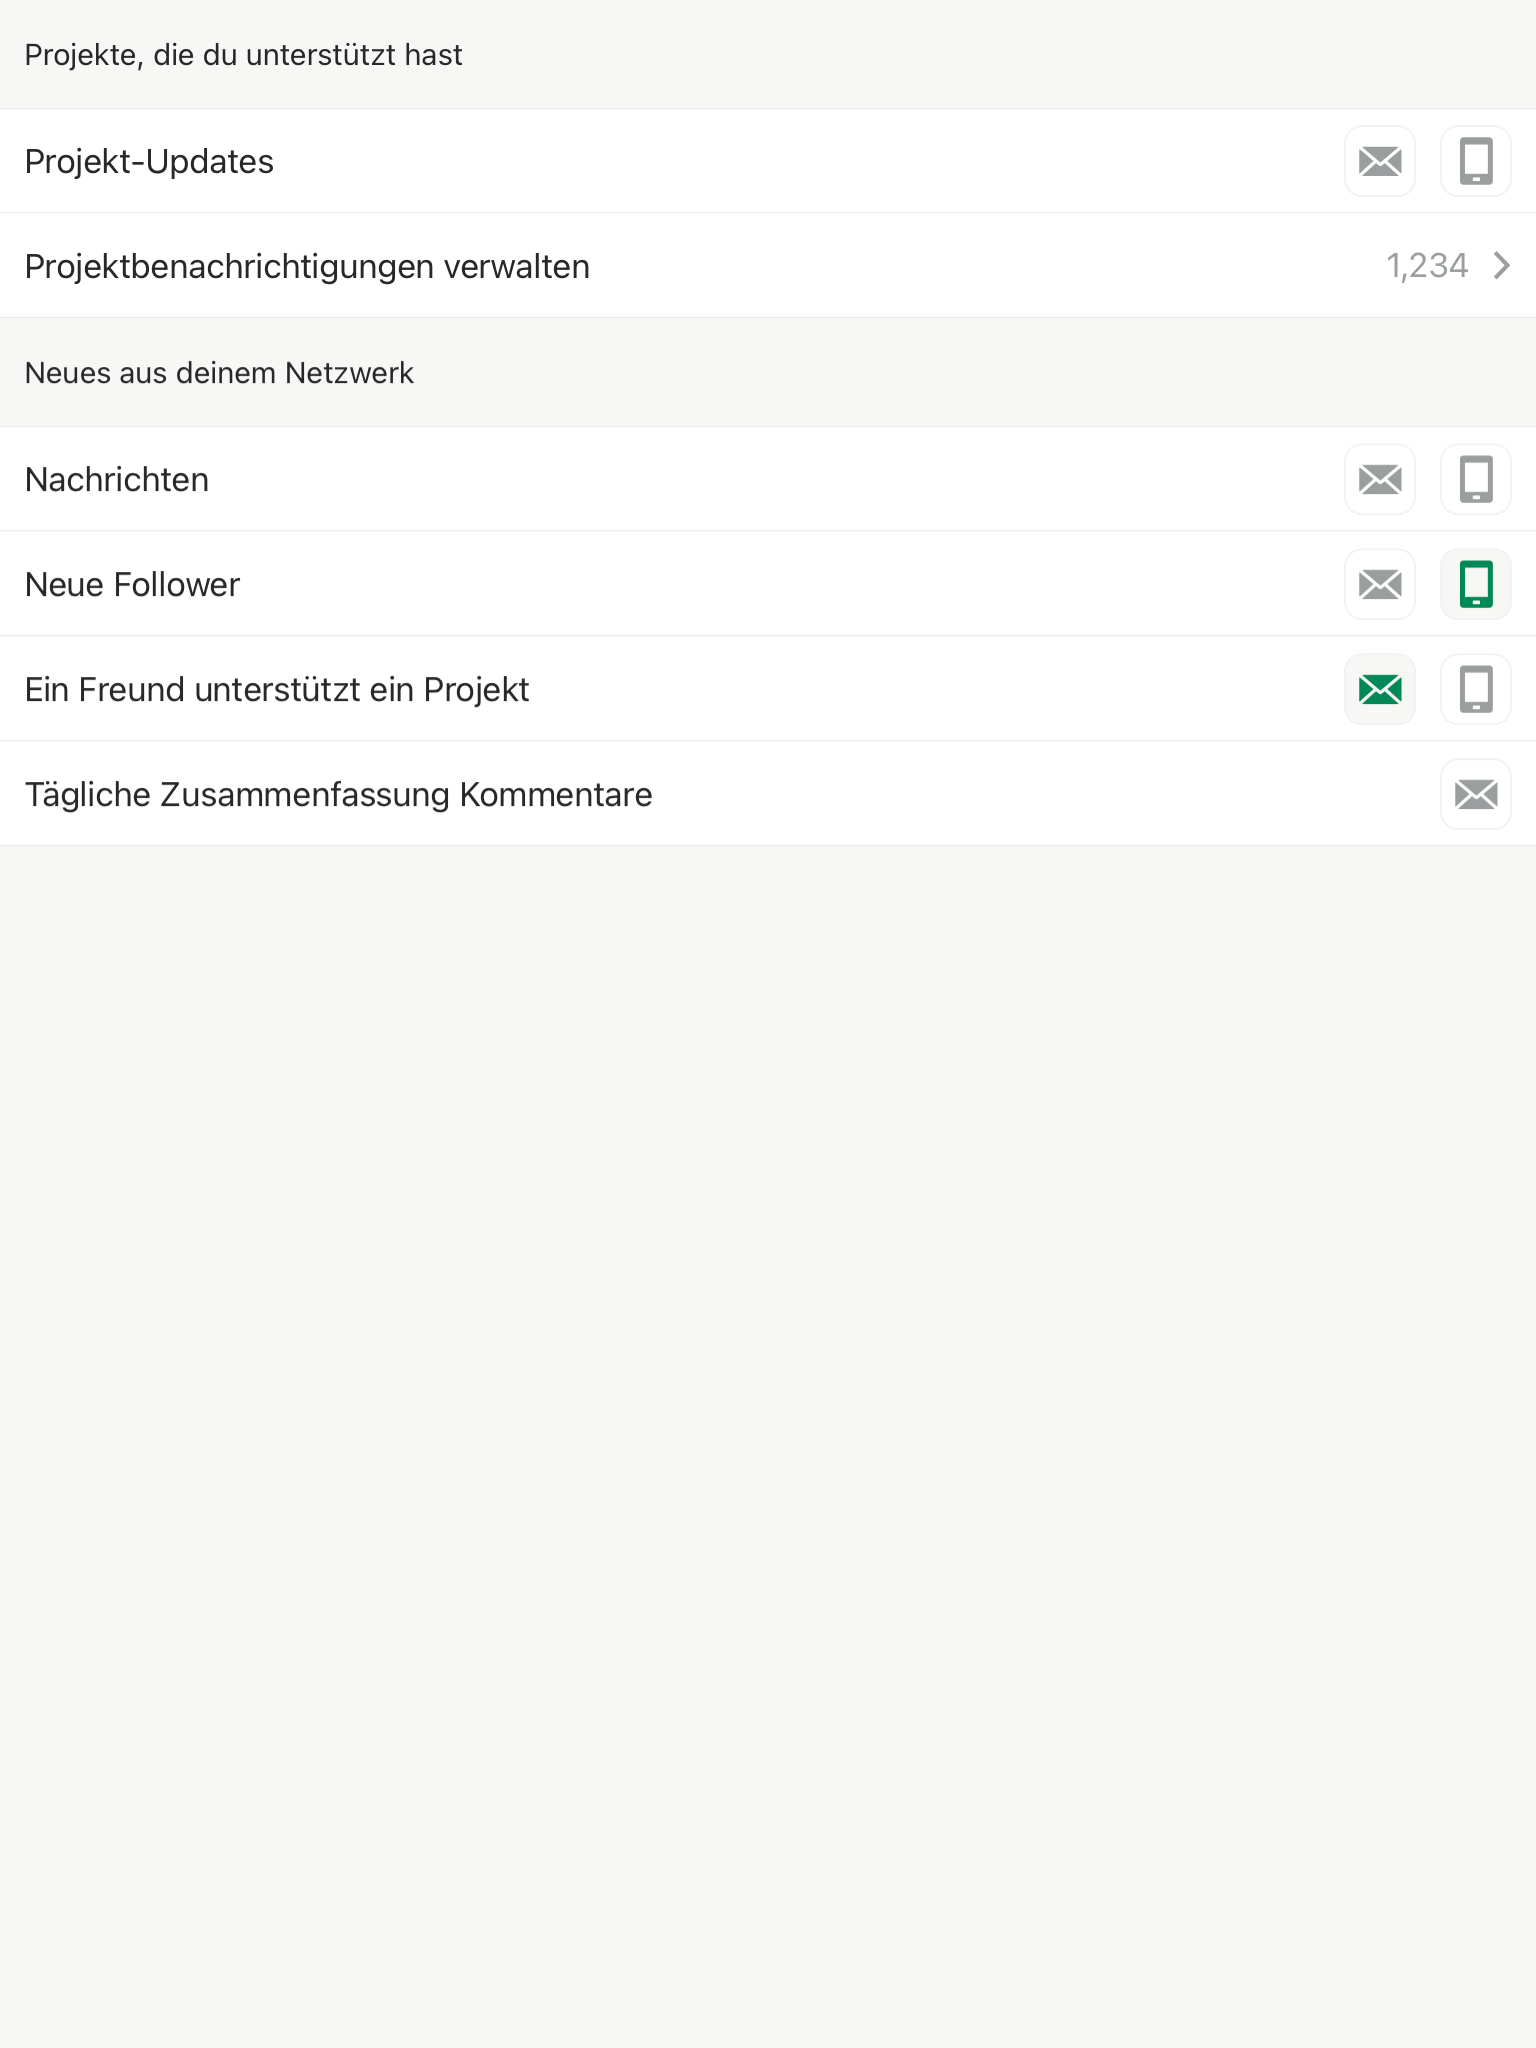 Projekte, die du unterstützt hast
Projekt-Updates
Projektbenachrichtigungen verwalten 1,234
Neues aus deinem Netzwerk
Nachrichten
Neue Follower
Ein Freund unterstützt ein Projekt
Tägliche Zusammenfassung Kommentare